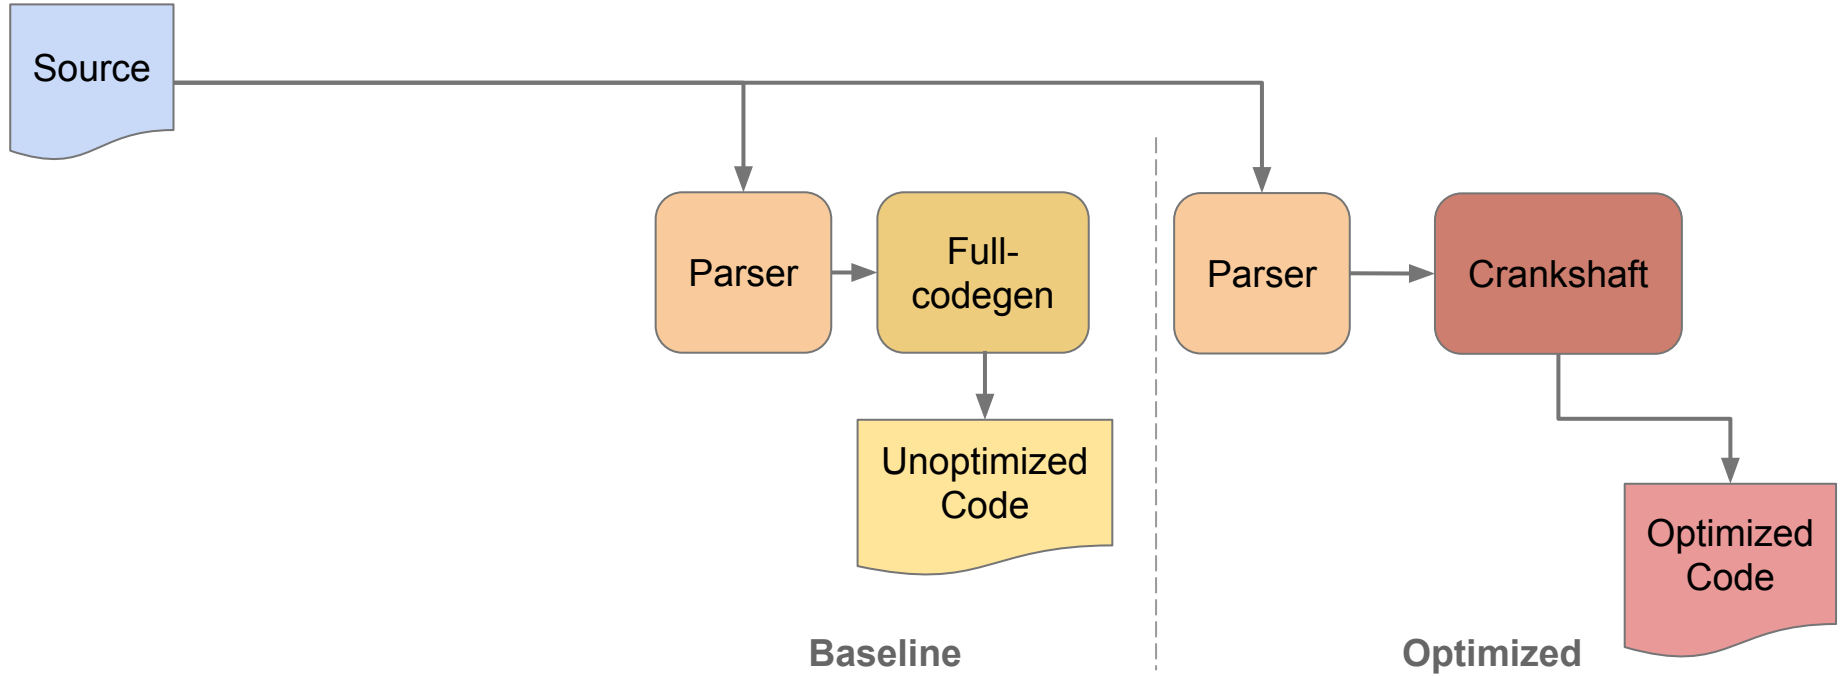 Source
Parser
Full-
codegen
Parser
Crankshaft
Unoptimized
Code
Optimized
Code
Baseline
Optimized